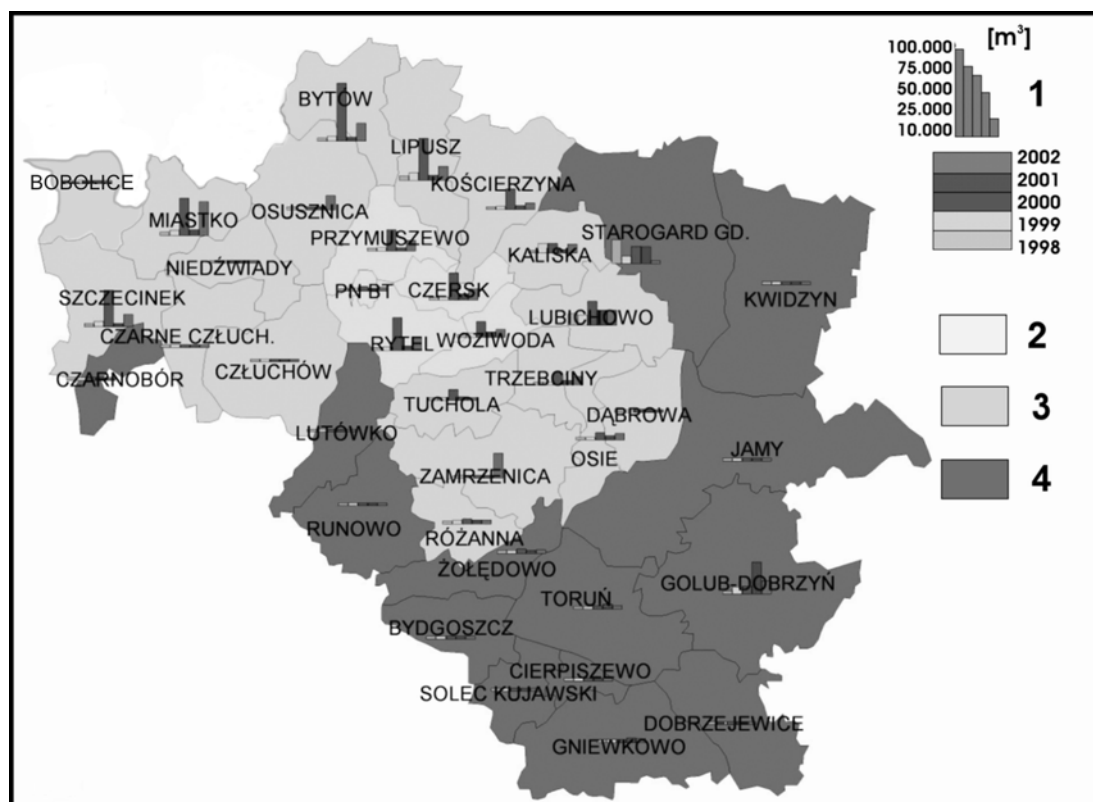 [m³]
100.000
75.000
50.000
25.000
10.000
1
2002
2001
2000
1999
1998
2
3
4
BYTÓW
LIPUSZ
KOŚCIERZYNA
BOBOLICE
MIASTKO
OSUSZNICA
PRZYMUSZEWO
KALISKA
STAROGARD GD.
NIEDŹWIADY
PN BT
CZERSK
KWIDZYN
SZCZECINEK
LUBICHOWO
CZARNE CZŁUCH.
RYTEL
WOZIWODA
CZŁUCHÓW
CZARNOBÓR
TRZEBCINY
TUCHOLA
DĄBROWA
LUTÓWKO
OSIE
JAMY
ZAMRZENICA
RUNOWO
RÓŻANNA
ŻOŁĘDOWO
GOLUB-DOBRZYŃ
TORUŃ
BYDGOSZCZ
CIERPISZEWO
SOLEC KUJAWSKI
DOBRZEJEWICE
GNIEWKOWO